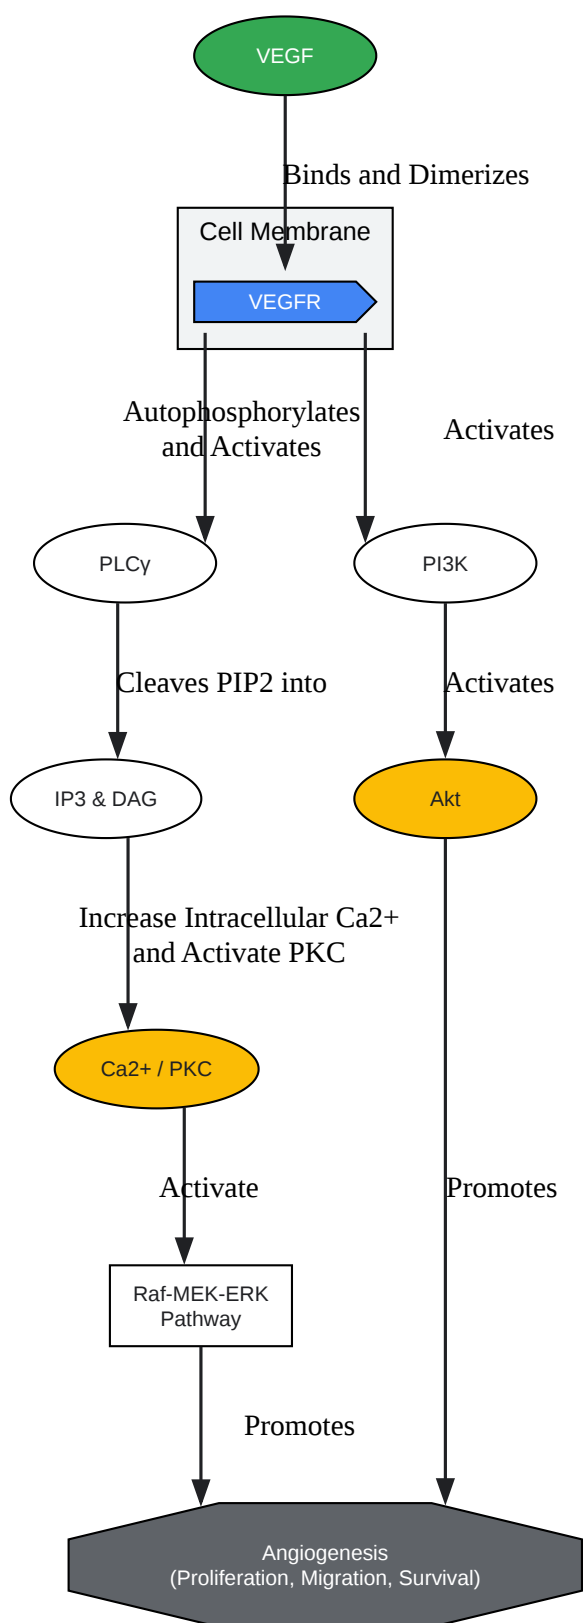 VEGF
Binds and Dimerizes
Cell Membrane
VEGFR
Autophosphorylates
and Activates
Activates
PLCγ
PI3K
Cleaves PIP2 into
Activates
IP3 & DAG
Akt
Increase Intracellular Ca2+
and Activate PKC
Ca2+ / PKC
Activate
Promotes
Raf-MEK-ERK
Pathway
Promotes
Angiogenesis
(Proliferation, Migration, Survival)